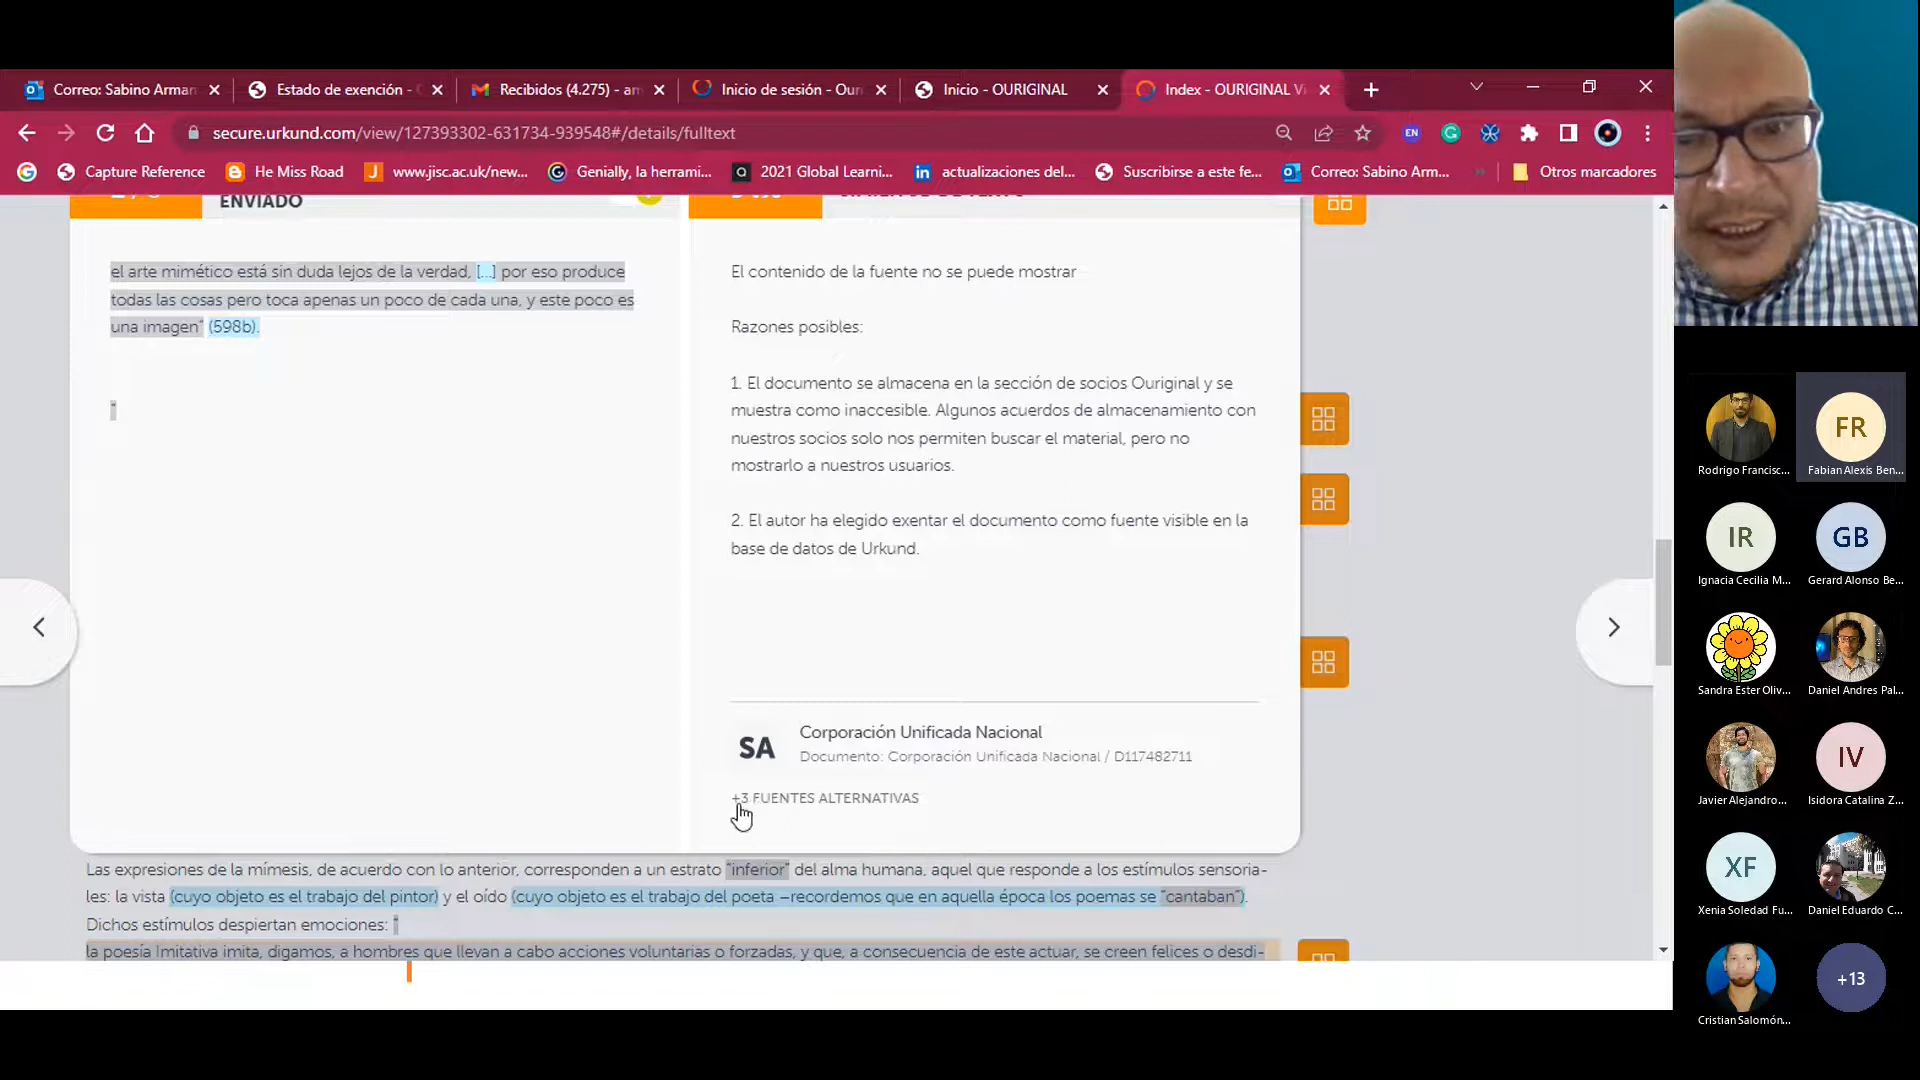 Correo: Sabino Arman
Estado de exención -
Recibidos (4.275) - am
Inicio de sesión - Our
Inicio - OURIGINAL
Index - OURIGINAL Vi
secure.urkund.com/view/127393302-631734-939548#/details/fulltext
EN
Capture Reference
He Miss Road
www.jisc.ac.uk/new...
Genially, la herrami...
2021 Global Learni...
actualizaciones del...
Suscribirse a este fe...
Correo: Sabino Arm...
»
Otros marcadores
ENVIADO
el arte mimético está sin duda lejos de la verdad, [...] por eso produce
todas las cosas pero toca apenas un poco de cada una, y este poco es
una imagen” (598b).
“
El contenido de la fuente no se puede mostrar
Razones posibles:
1. El documento se almacena en la sección de socios Ouriginal y se
muestra como inaccesible. Algunos acuerdos de almacenamiento con
nuestros socios solo nos permiten buscar el material, pero no
mostrarlo a nuestros usuarios.
2. El autor ha elegido exentar el documento como fuente visible en la
base de datos de Urkund.
SA
Corporación Unificada Nacional
Documento: Corporación Unificada Nacional / D117482711
+3 FUENTES ALTERNATIVAS
Las expresiones de la mímesis, de acuerdo con lo anterior, corresponden a un estrato “inferior” del alma humana, aquel que responde a los estímulos sensoria-
les: la vista (cuyo objeto es el trabajo del pintor) y el oído (cuyo objeto es el trabajo del poeta –recordemos que en aquella época los poemas se “cantaban”).
Dichos estímulos despiertan emociones: “
la poesía Imitativa imita, digamos, a hombres que llevan a cabo acciones voluntarias o forzadas, y que, a consecuencia de este actuar, se creen felices o desdi-
Rodrigo Francisc...
FR
Fabian Alexis Ben...
IR
Ignacia Cecilia M...
GB
Gerard Alonso Be...
Sandra Ester Oliv...
Daniel Andres Pal...
Javier Alejandro...
IV
Isidora Catalina Z...
XF
Xenia Soledad Fu...
Daniel Eduardo C...
Cristian Salomón...
+13